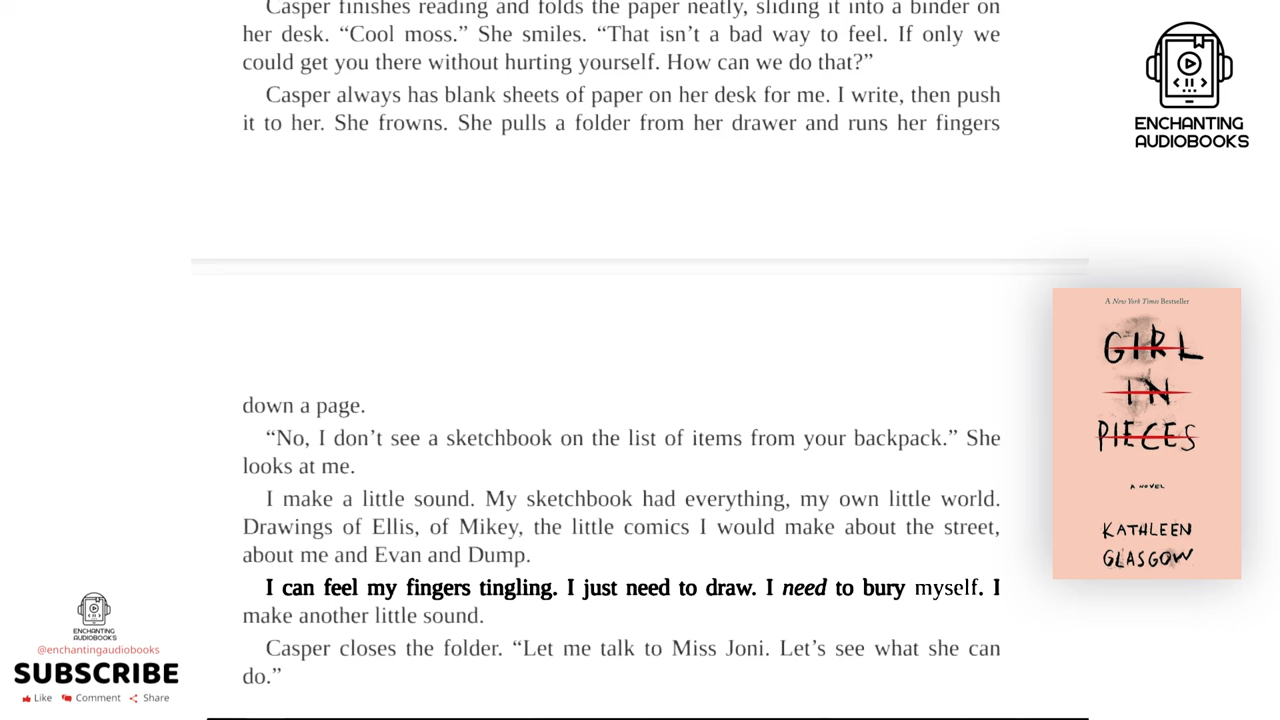 Casper finishes reading and folds the paper neatly, sliding it into a binder on
her desk. “Cool moss.” She smiles. “That isn’t a bad way to feel. If only we
could get you there without hurting yourself. How can we do that?”
Casper always has blank sheets of paper on her desk for me. I write, then push
it to her. She frowns. She pulls a folder from her drawer and runs her fingers
ENCHANTING
AUDIOBOOKS
down a page.
“No, I don’t see a sketchbook on the list of items from your backpack.” She
looks at me.
I make a little sound. My sketchbook had everything, my own little world.
Drawings of Ellis, of Mikey, the little comics I would make about the street,
about me and Evan and Dump.
I can feel my fingers tingling. I just need to draw. I need to bury myself. I
make another little sound.
Casper closes the folder. “Let me talk to Miss Joni. Let’s see what she can
do.”
A New York Times Bestseller
GIRL
IN
PIECES
A NOVEL
KATHLEEN
GLASGOW
ENCHANTING
AUDIOBOOKS
@enchantingaudiobooks
SUBSCRIBE
Like Comment Share